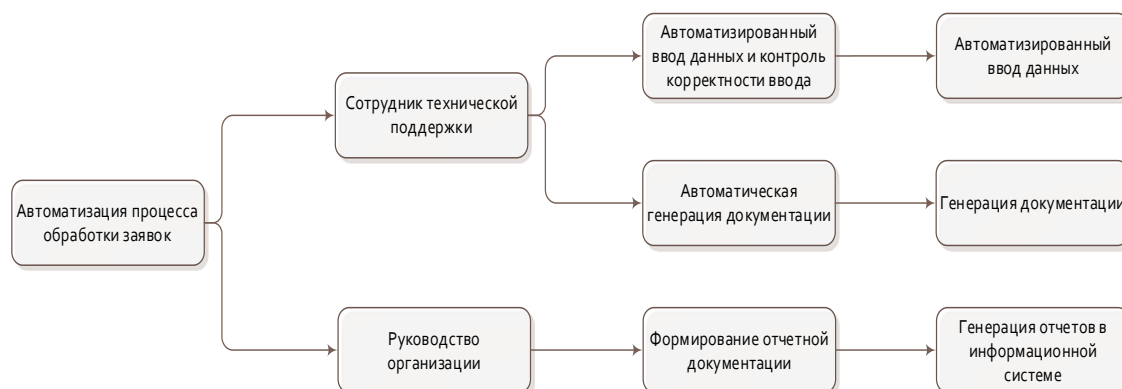 Автоматизация процесса
обработки заявок
Сотрудник технической
поддержки
Автоматизированный
ввод данных и контроль
корректности ввода
Автоматизированный
ввод данных
Автоматическая
генерация документации
Генерация документации
Руководство
организации
Формирование отчетной
документации
Генерация отчетов в
информационной
системе